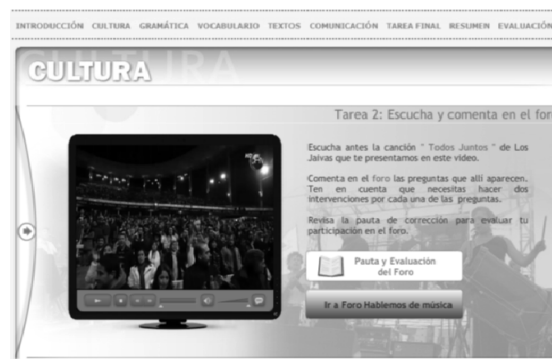 INTRODUCCIÓN CULTURA GRAMÁTICA VOCABULARIO TEXTOS COMUNICACIÓN TAREA FINAL RESUMEN EVALUACIÓN
CULTURA
Tarea 2: Escucha y comenta en el foro
Escucha antes la canción " Todos Juntos " de Los
Jaivas que te presentamos en este video.
Comenta en el foro las preguntas que allí aparecen.
Ten en cuenta que necesitas hacer dos
intervenciones por cada una de las preguntas.
Revisa la pauta de corrección para evaluar tu
participación en el foro.
Pauta y Evaluación
del Foro
Ir a Foro Hablemos de música